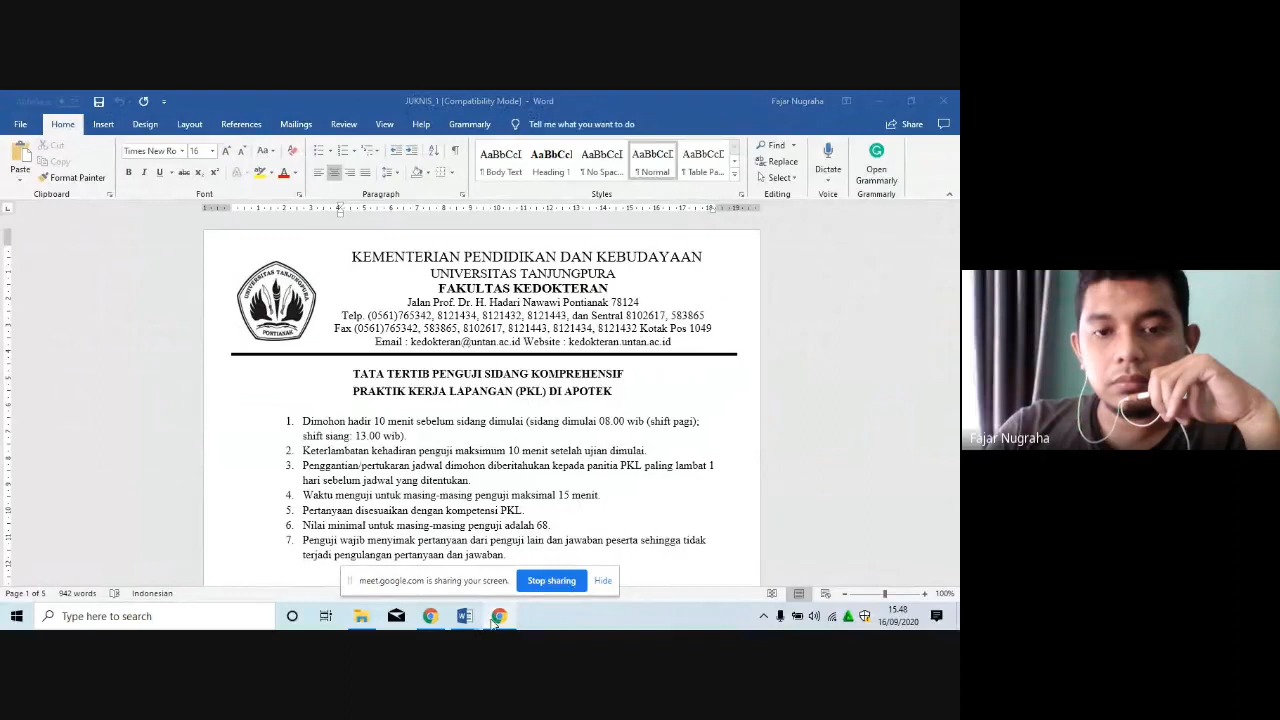 JUKNIS_1 [Compatibility Mode] - Word
Fajar Nugraha
File Home Insert Design Layout References Mailings Review View Help Grammarly Tell me what you want to do Share
Paste
Cut
Copy
Format Painter
Clipboard
Times New Ro 16
Font
Paragraph
AaBbCcI AaBbCcl AaBbCcI AaBbCcI AaBbCcI
¶ Body Text Heading 1 ¶ No Spac... ¶ Normal ¶ Table Pa...
Styles
Find
Replace
Select
Editing
Dictate
Voice
Open Grammarly
Grammarly
KEMENTERIAN PENDIDIKAN DAN KEBUDAYAAN
UNIVERSITAS TANJUNGPURA
FAKULTAS KEDOKTERAN
Jalan Prof. Dr. H. Hadari Nawawi Pontianak 78124
Telp. (0561)765342, 8121434, 8121432, 8121443, dan Sentral 8102617, 583865
Fax (0561)765342, 583865, 8102617, 8121443, 8121434, 8121432 Kotak Pos 1049
Email : kedokteran@untan.ac.id Website : kedokteran.untan.ac.id
UNIVERSITAS TANJUNGPURA
PONTIANAK
TATA TERTIB PENGUJI SIDANG KOMPREHENSIF
PRAKTIK KERJA LAPANGAN (PKL) DI APOTEK
1. Dimohon hadir 10 menit sebelum sidang dimulai (sidang dimulai 08.00 wib (shift pagi);
shift siang: 13.00 wib).
2. Keterlambatan kehadiran penguji maksimum 10 menit setelah ujian dimulai.
3. Penggantian/pertukaran jadwal dimohon diberitahukan kepada panitia PKL paling lambat 1
hari sebelum jadwal yang ditentukan.
4. Waktu menguji untuk masing-masing penguji maksimal 15 menit.
5. Pertanyaan disesuaikan dengan kompetensi PKL.
6. Nilai minimal untuk masing-masing penguji adalah 68.
7. Penguji wajib menyimak pertanyaan dari penguji lain dan jawaban peserta sehingga tidak
terjadi pengulangan pertanyaan dan jawaban.
meet.google.com is sharing your screen. Stop sharing Hide
Page 1 of 5 942 words Indonesian 100%
Type here to search
15.48
16/09/2020
Fajar Nugraha